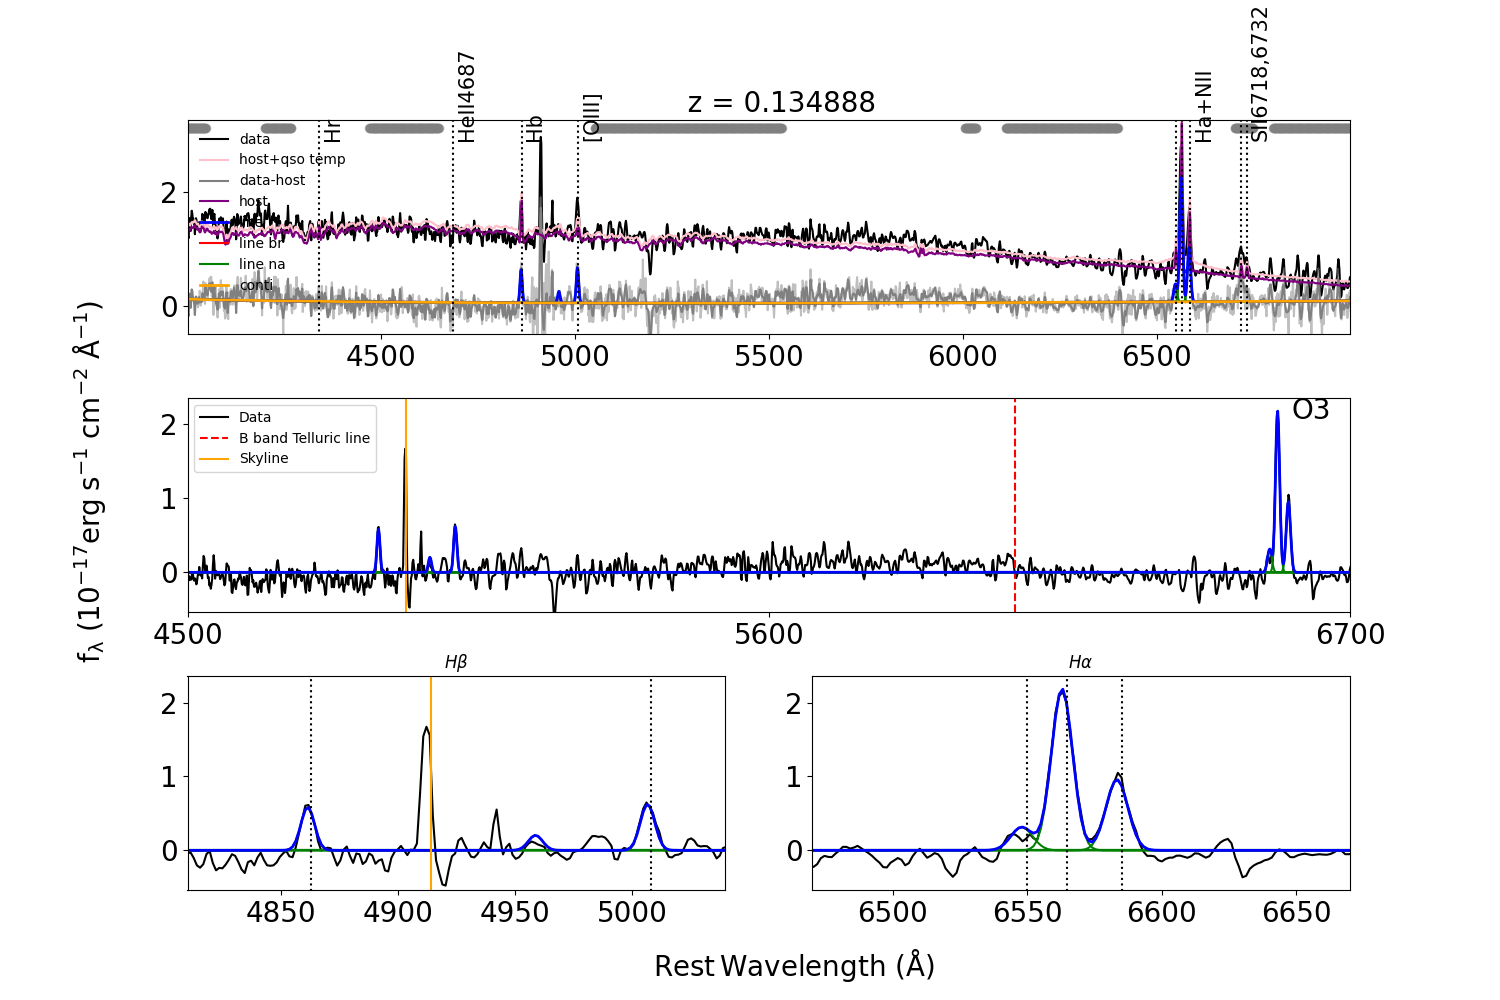 z = 0.134888
Hr
HeII4687
Hb
[OIII]
Ha+NII
SII6718,6732
data
host+qso temp
data-host
host
line br
line na
conti
2
0
4500 5000 5500 6000 6500
Data
B band Telluric line
Skyline
O3
2
1
0
4500 5600 6700
fλ (10⁻¹⁷erg s⁻¹ cm⁻² Å⁻¹)
Hβ
2
1
0
4850 4900 4950 5000
Hα
2
1
0
6500 6550 6600 6650
Rest Wavelength (Å)